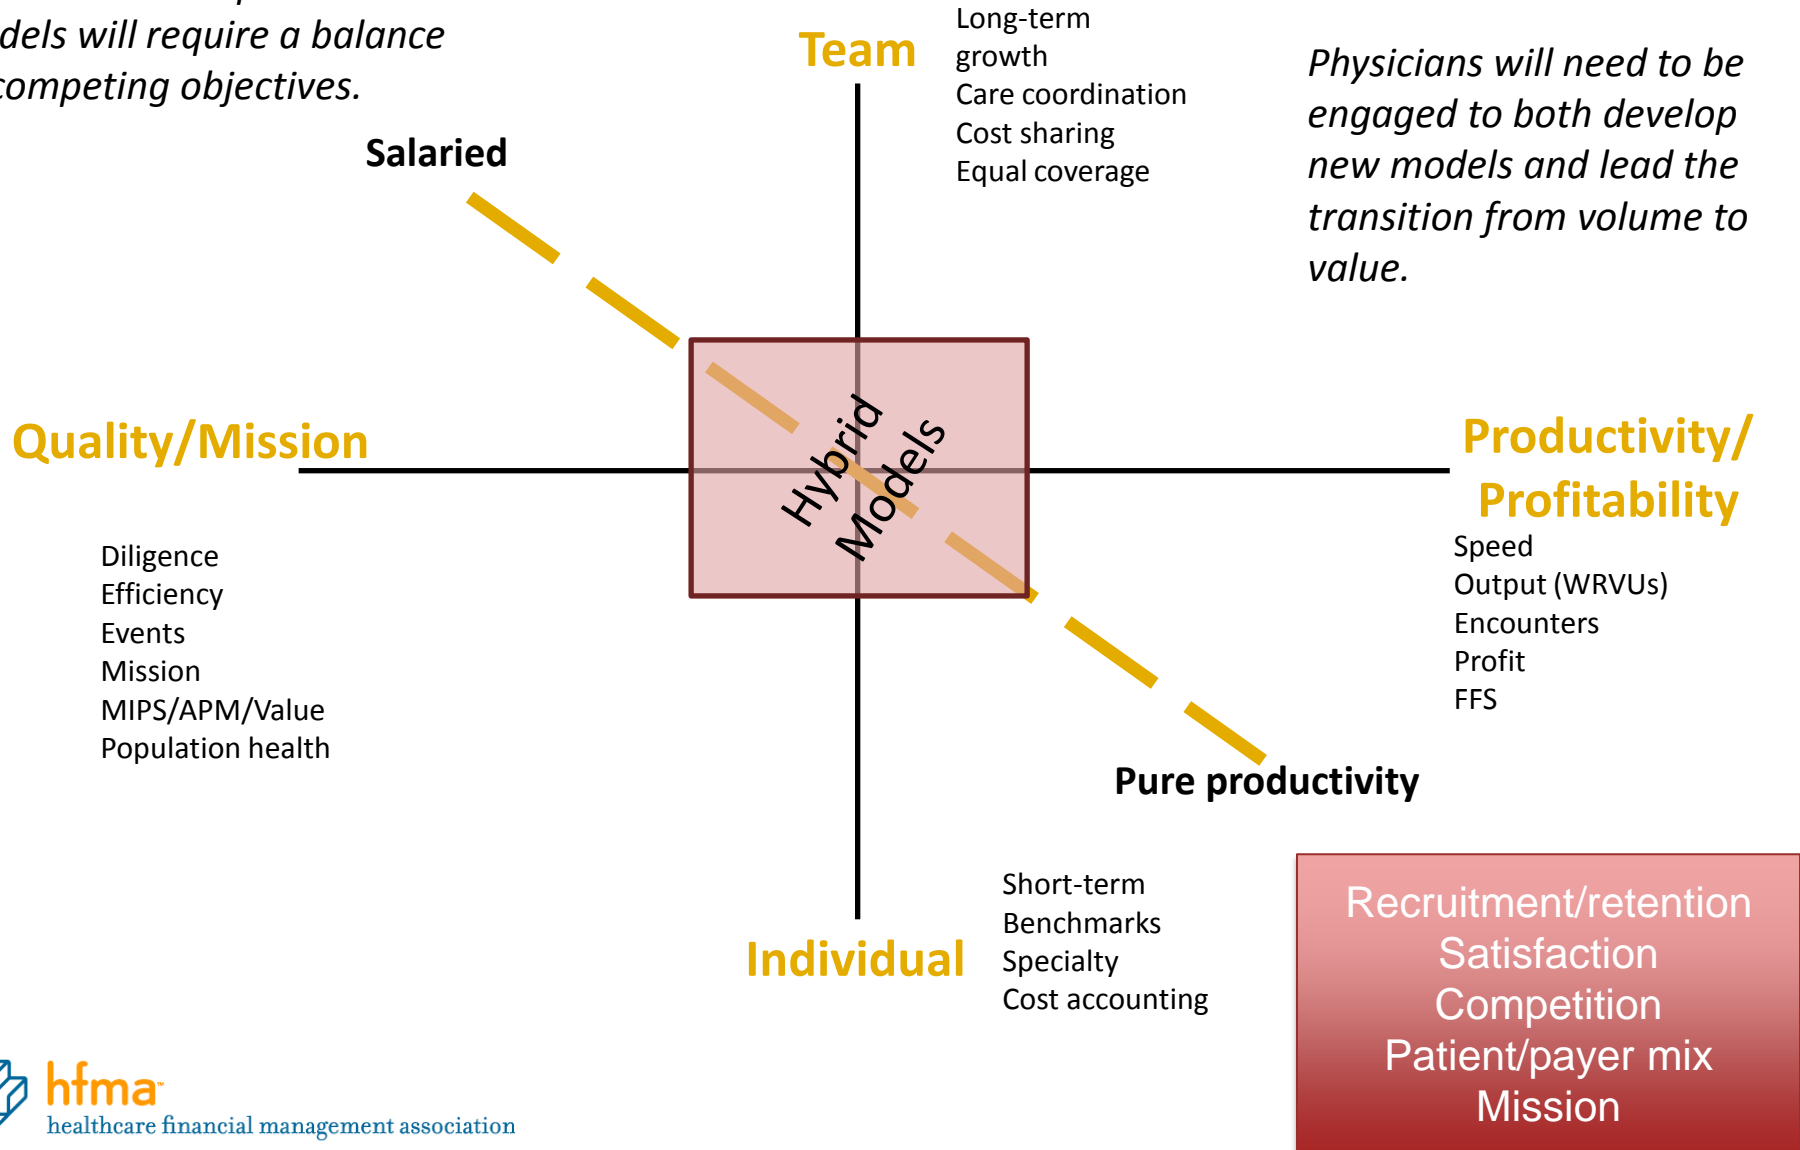 dels will require a balance
competing objectives.
Team
Long-term
growth
Care coordination
Cost sharing
Equal coverage
Physicians will need to be
engaged to both develop
new models and lead the
transition from volume to
value.
Salaried
Hybrid
Models
Quality/Mission
Diligence
Efficiency
Events
Mission
MIPS/APM/Value
Population health
Productivity/
Profitability
Speed
Output (WRVUs)
Encounters
Profit
FFS
Pure productivity
Individual
Short-term
Benchmarks
Specialty
Cost accounting
Recruitment/retention
Satisfaction
Competition
Patient/payer mix
Mission
hfma™
healthcare financial management association